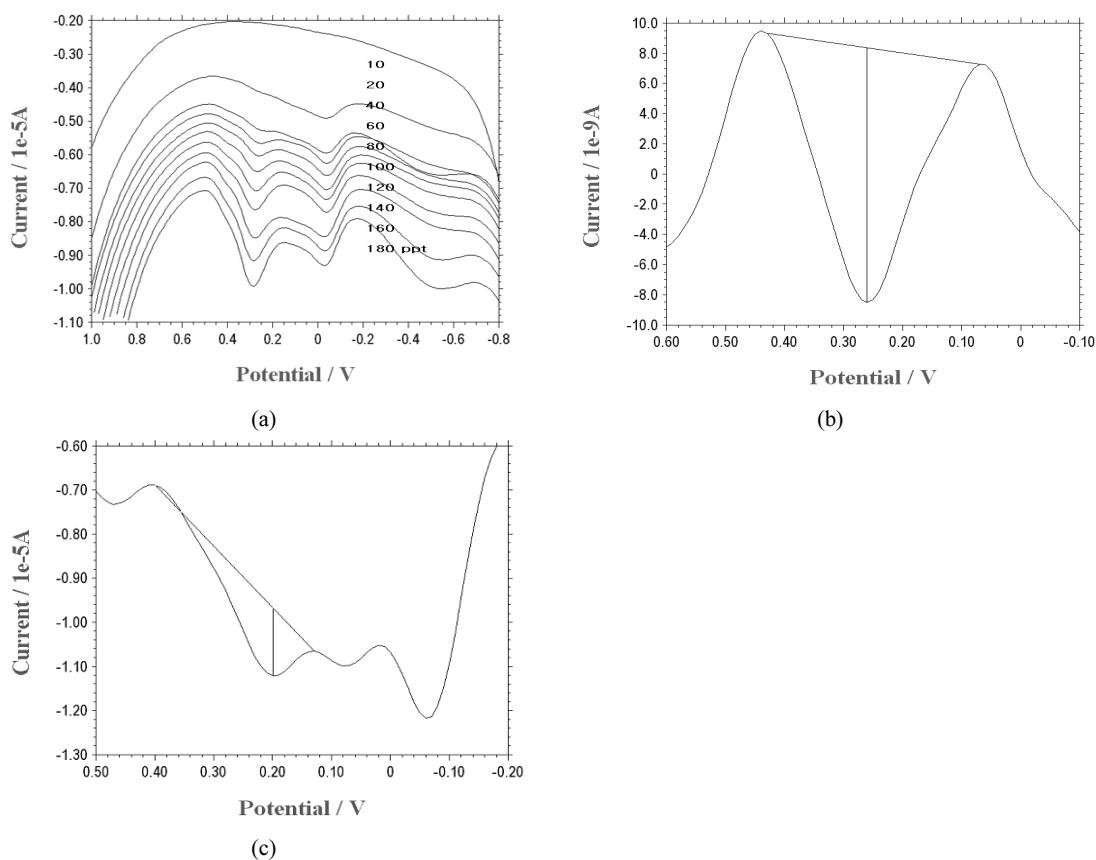 -0.20
-0.30
-0.40
-0.50
-0.60
-0.70
-0.80
-0.90
-1.00
-1.10
Current / 1e-5A
10
20
40
60
80
100
120
140
160
180 ppt
1.0 0.8 0.6 0.4 0.2 0 -0.2 -0.4 -0.6 -0.8
Potential / V
(a)
10.0
8.0
6.0
4.0
2.0
0
-2.0
-4.0
-6.0
-8.0
-10.0
Current / 1e-9A
0.60 0.50 0.40 0.30 0.20 0.10 0 -0.10
Potential / V
(b)
-0.60
-0.70
-0.80
-0.90
-1.00
-1.10
-1.20
-1.30
Current / 1e-5A
0.50 0.40 0.30 0.20 0.10 0 -0.10 -0.20
Potential / V
(c)